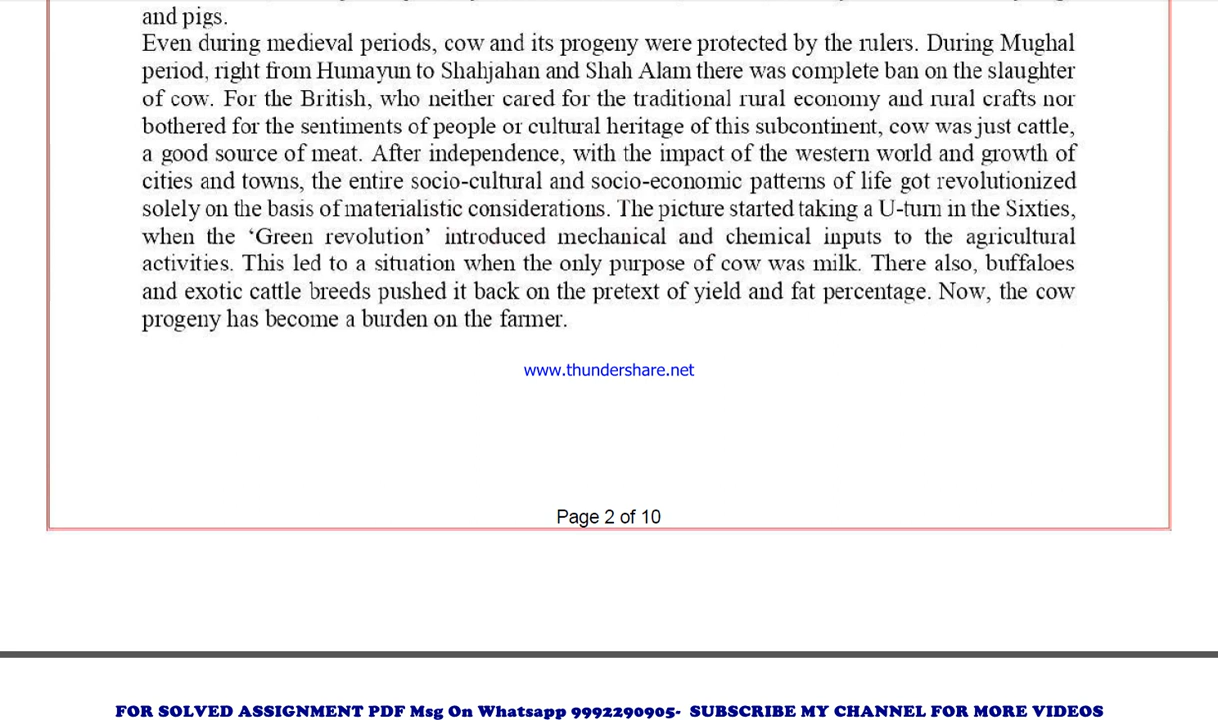 and pigs.
Even during medieval periods, cow and its progeny were protected by the rulers. During Mughal
period, right from Humayun to Shahjahan and Shah Alam there was complete ban on the slaughter
of cow. For the British, who neither cared for the traditional rural economy and rural crafts nor
bothered for the sentiments of people or cultural heritage of this subcontinent, cow was just cattle,
a good source of meat. After independence, with the impact of the western world and growth of
cities and towns, the entire socio-cultural and socio-economic patterns of life got revolutionized
solely on the basis of materialistic considerations. The picture started taking a U-turn in the Sixties,
when the ‘Green revolution’ introduced mechanical and chemical inputs to the agricultural
activities. This led to a situation when the only purpose of cow was milk. There also, buffaloes
and exotic cattle breeds pushed it back on the pretext of yield and fat percentage. Now, the cow
progeny has become a burden on the farmer.
www.thundershare.net
Page 2 of 10
FOR SOLVED ASSIGNMENT PDF Msg On Whatsapp 9992290905- SUBSCRIBE MY CHANNEL FOR MORE VIDEOS